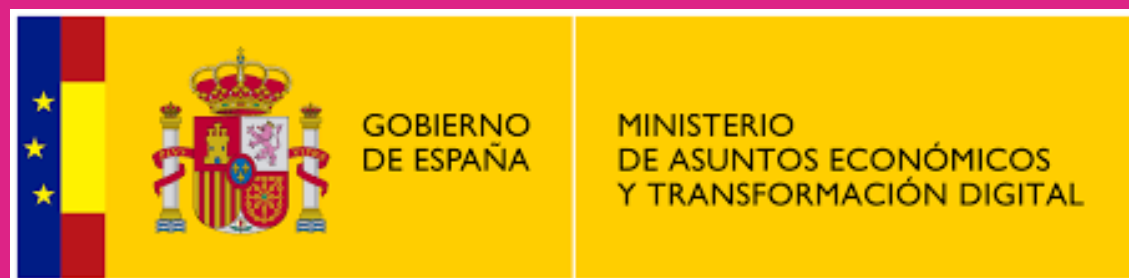 GOBIERNO
DE ESPAÑA
MINISTERIO
DE ASUNTOS ECONÓMICOS
Y TRANSFORMACIÓN DIGITAL